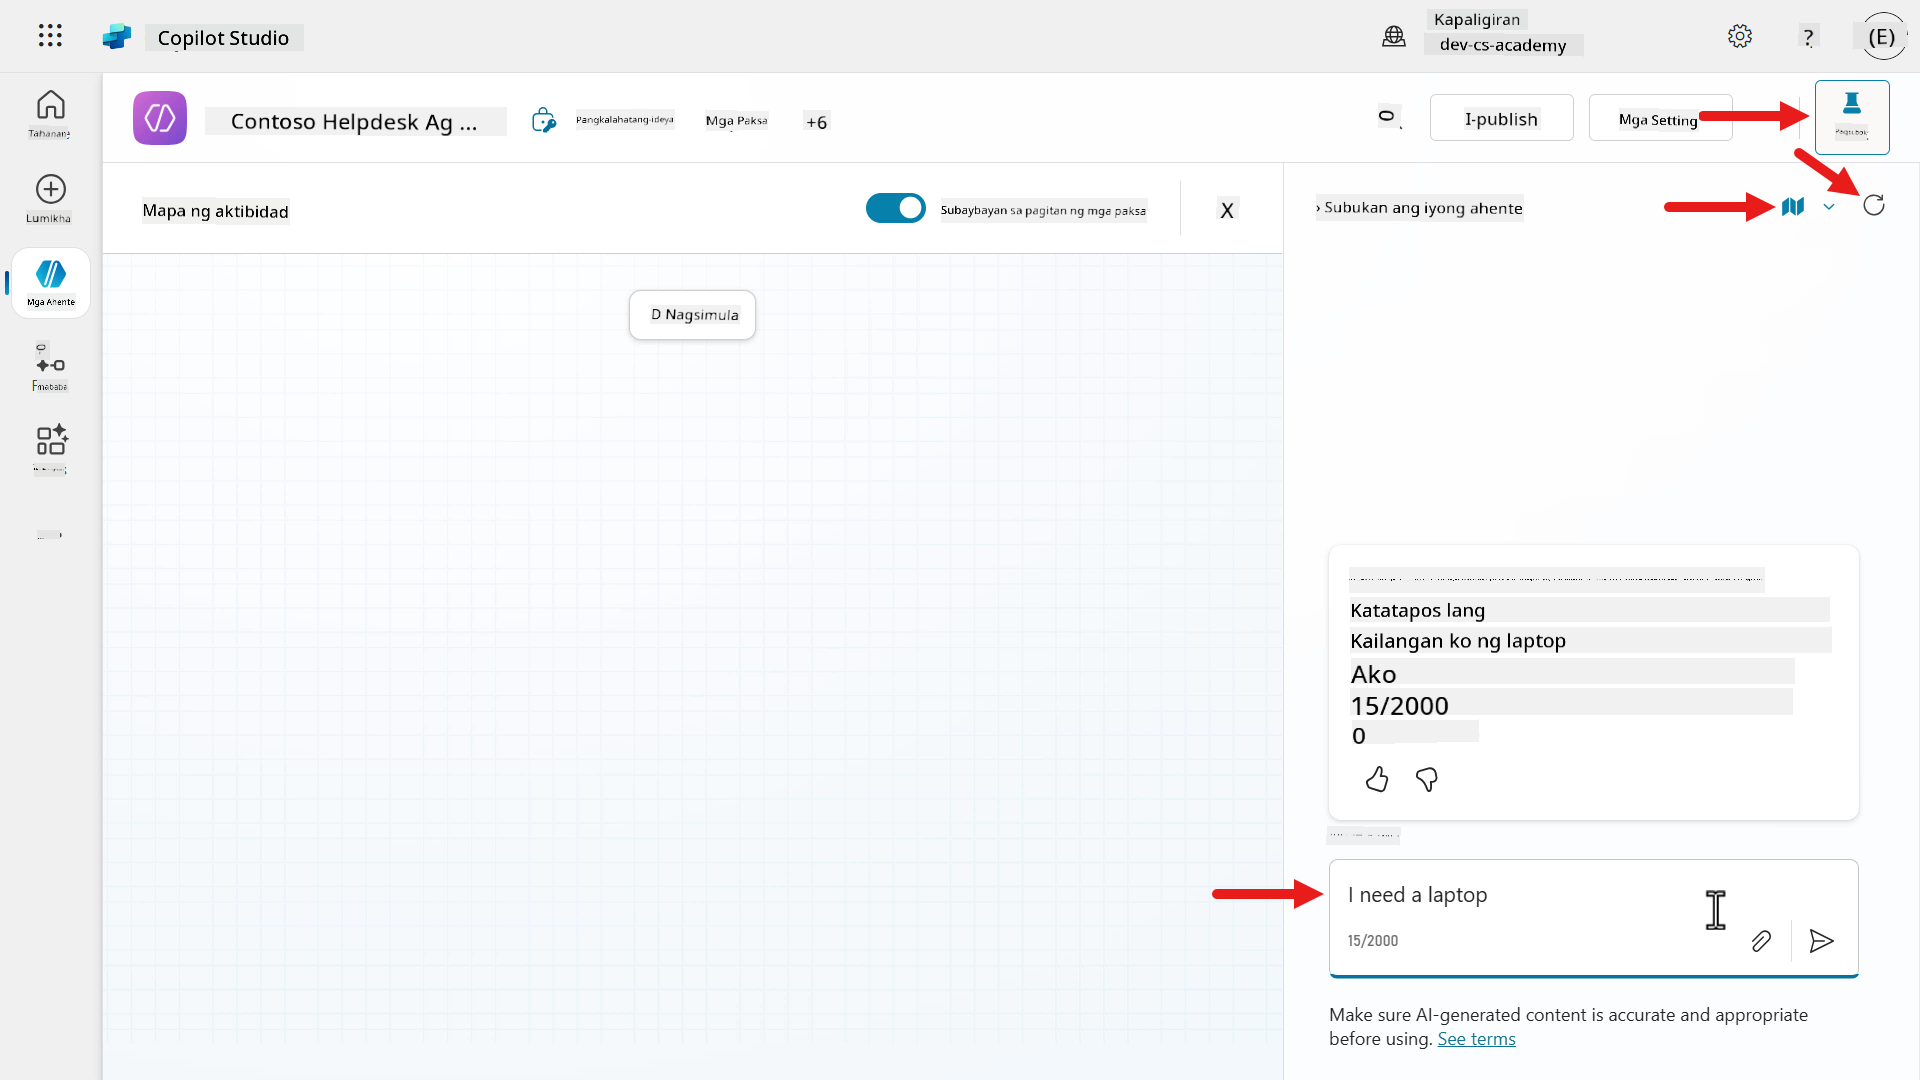 Copilot Studio
Kapaligiran
dev-cs-academy
?
(E)
Tahanang
Lumikha
Mga Ahente
Contoso Helpdesk Ag ...
Pangkalahatang-ideya
Mga Paksa
+6
I-publish
Mga Setting
Mapa ng aktibidad
Subaybayan sa pagitan ng mga paksa
X
› Subukan ang iyong ahente
D Nagsimula
Katatapos lang
Kailangan ko ng laptop
Ako
15/2000
0
I need a laptop
15/2000
Make sure AI-generated content is accurate and appropriate
before using. See terms